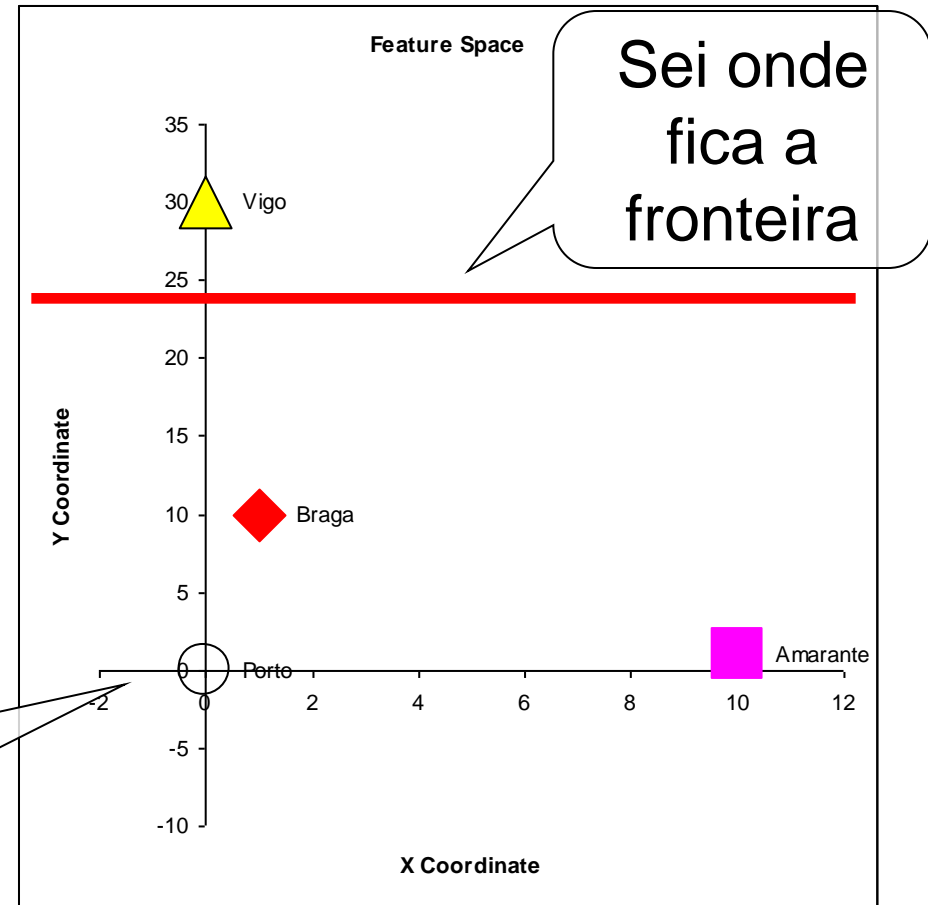 Feature Space
Sei onde
fica a
fronteira
35
30
Vigo
25
20
15
10
Braga
5
0
Porto
Amarante
-2
0
2
4
6
8
10
12
-5
-10
Y Coordinate
X Coordinate